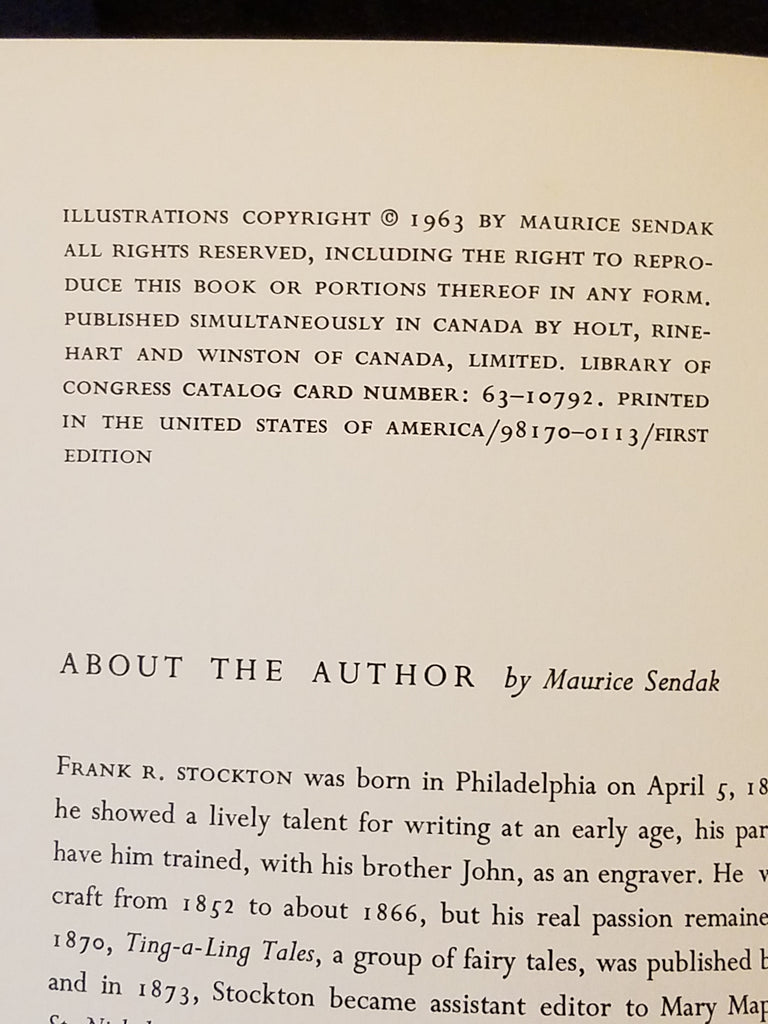 ILLUSTRATIONS COPYRIGHT © 1963 BY MAURICE SENDAK
ALL RIGHTS RESERVED, INCLUDING THE RIGHT TO REPRO-
DUCE THIS BOOK OR PORTIONS THEREOF IN ANY FORM.
PUBLISHED SIMULTANEOUSLY IN CANADA BY HOLT, RINE-
HART AND WINSTON OF CANADA, LIMITED. LIBRARY OF
CONGRESS CATALOG CARD NUMBER: 63–10792. PRINTED
IN THE UNITED STATES OF AMERICA/98170–0113/FIRST
EDITION
ABOUT THE AUTHOR by Maurice Sendak
FRANK R. STOCKTON was born in Philadelphia on April 5, 18
he showed a lively talent for writing at an early age, his par
have him trained, with his brother John, as an engraver. He
craft from 1852 to about 1866, but his real passion remaine
1870, Ting-a-Ling Tales, a group of fairy tales, was published b
and in 1873, Stockton became assistant editor to Mary Map